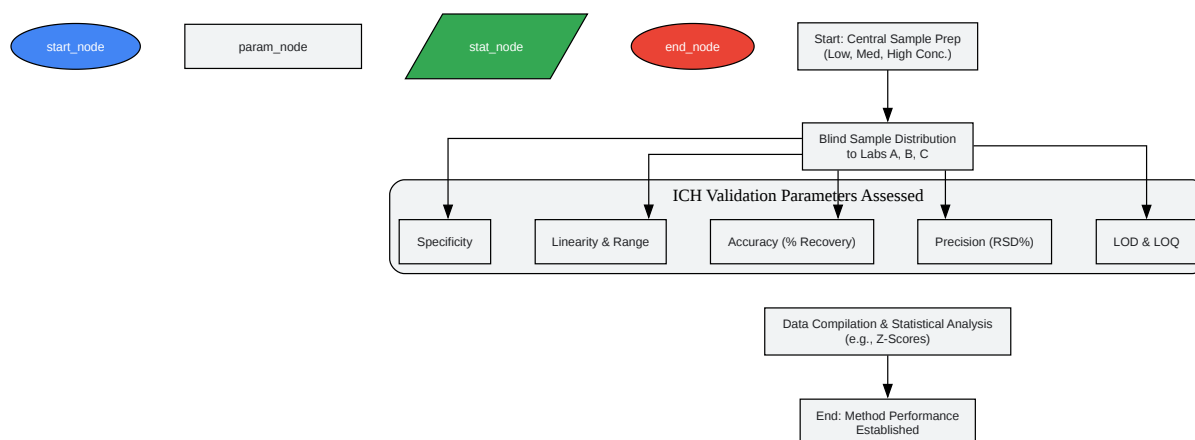 start_node
param_node
stat_node
end_node
Start: Central Sample Prep
(Low, Med, High Conc.)
Blind Sample Distribution
to Labs A, B, C
ICH Validation Parameters Assessed
Specificity
Linearity & Range
Accuracy (% Recovery)
Precision (RSD%)
LOD & LOQ
Data Compilation & Statistical Analysis
(e.g., Z-Scores)
End: Method Performance
Established